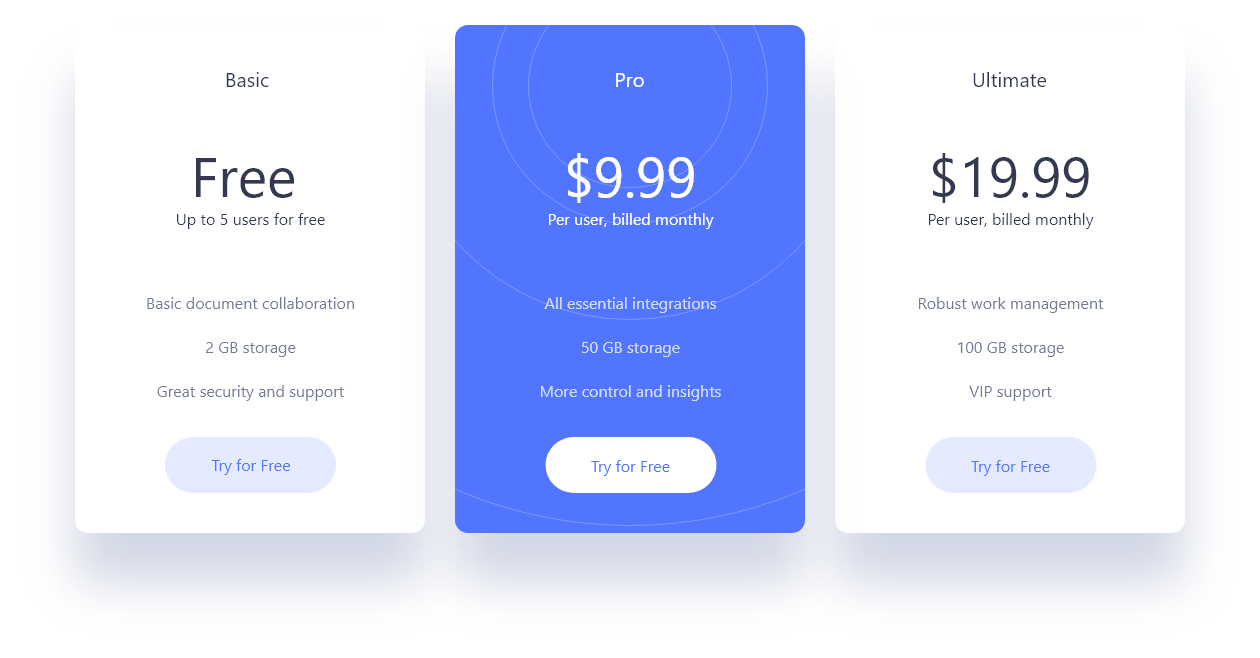 Basic
Free
Up to 5 users for free
Basic document collaboration
2 GB storage
Great security and support
Try for Free
Pro
$9.99
Per user, billed monthly
All essential integrations
50 GB storage
More control and insights
Try for Free
Ultimate
$19.99
Per user, billed monthly
Robust work management
100 GB storage
VIP support
Try for Free